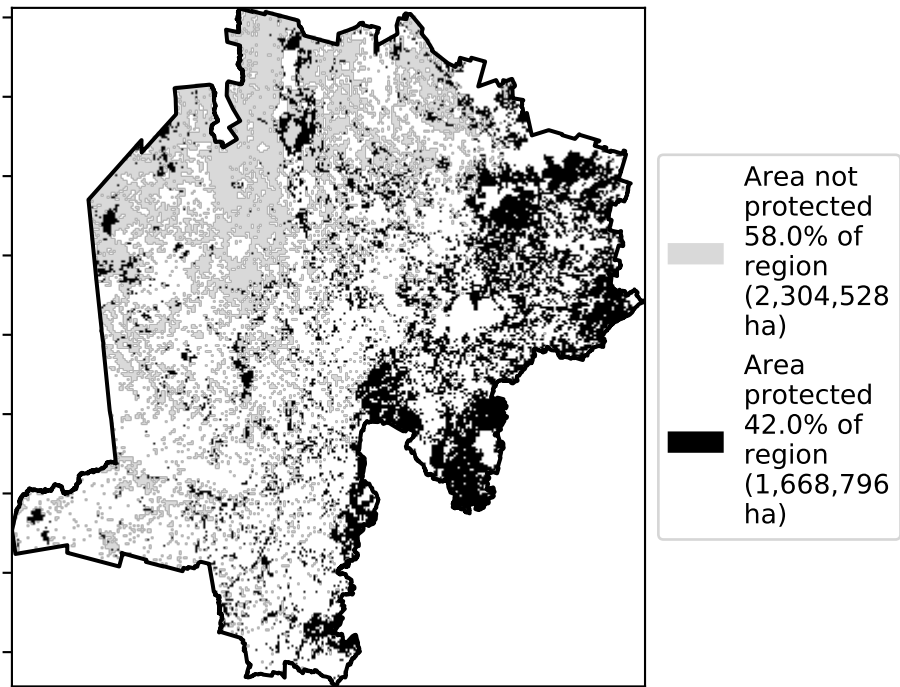 Area not
protected
58.0% of
region
(2,304,528
ha)
Area
protected
42.0% of
region
(1,668,796
ha)